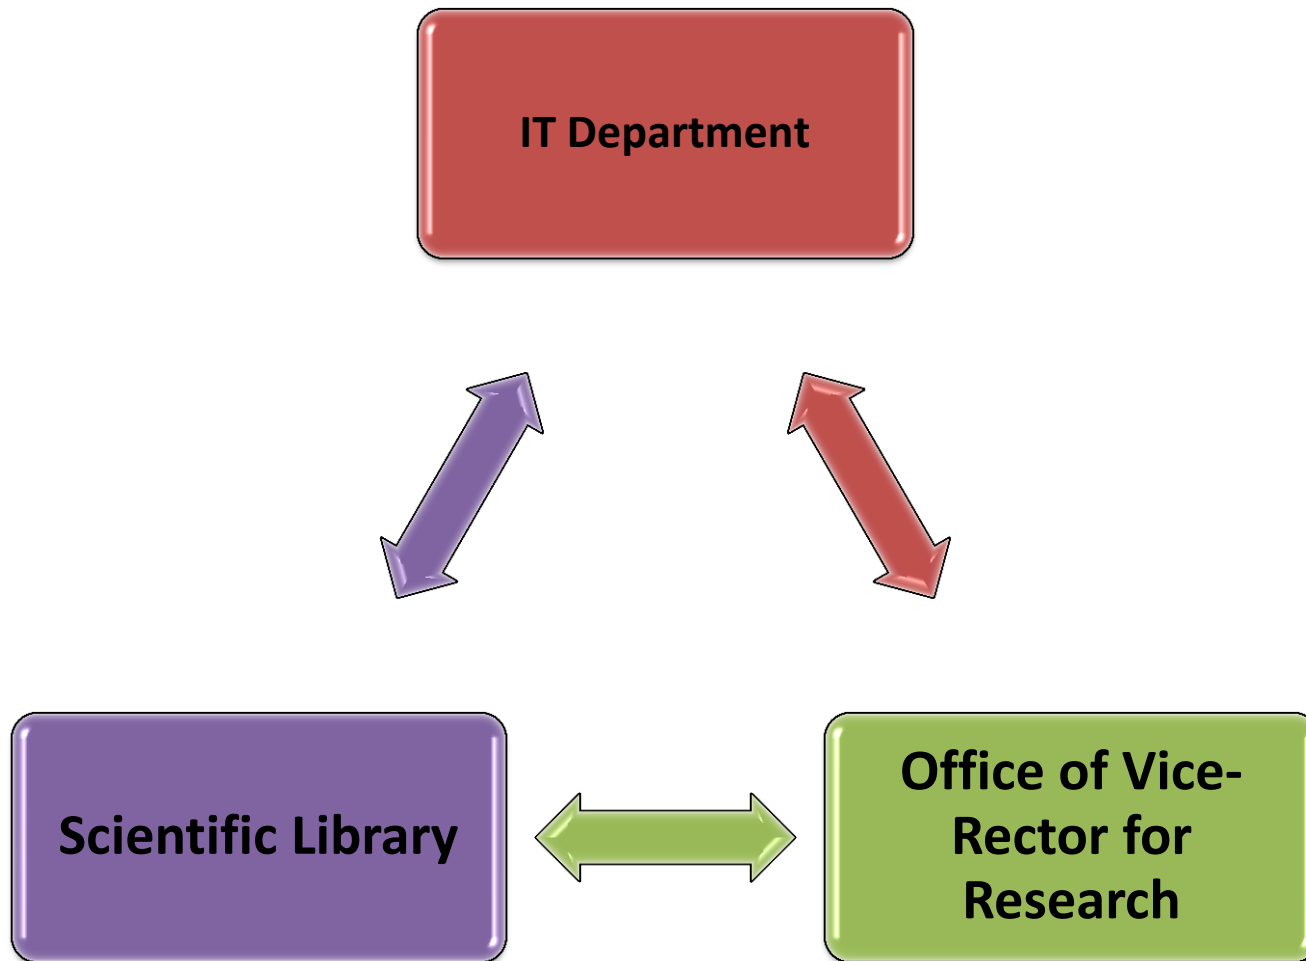 IT Department
Scientific Library
Office of Vice-
Rector for
Research